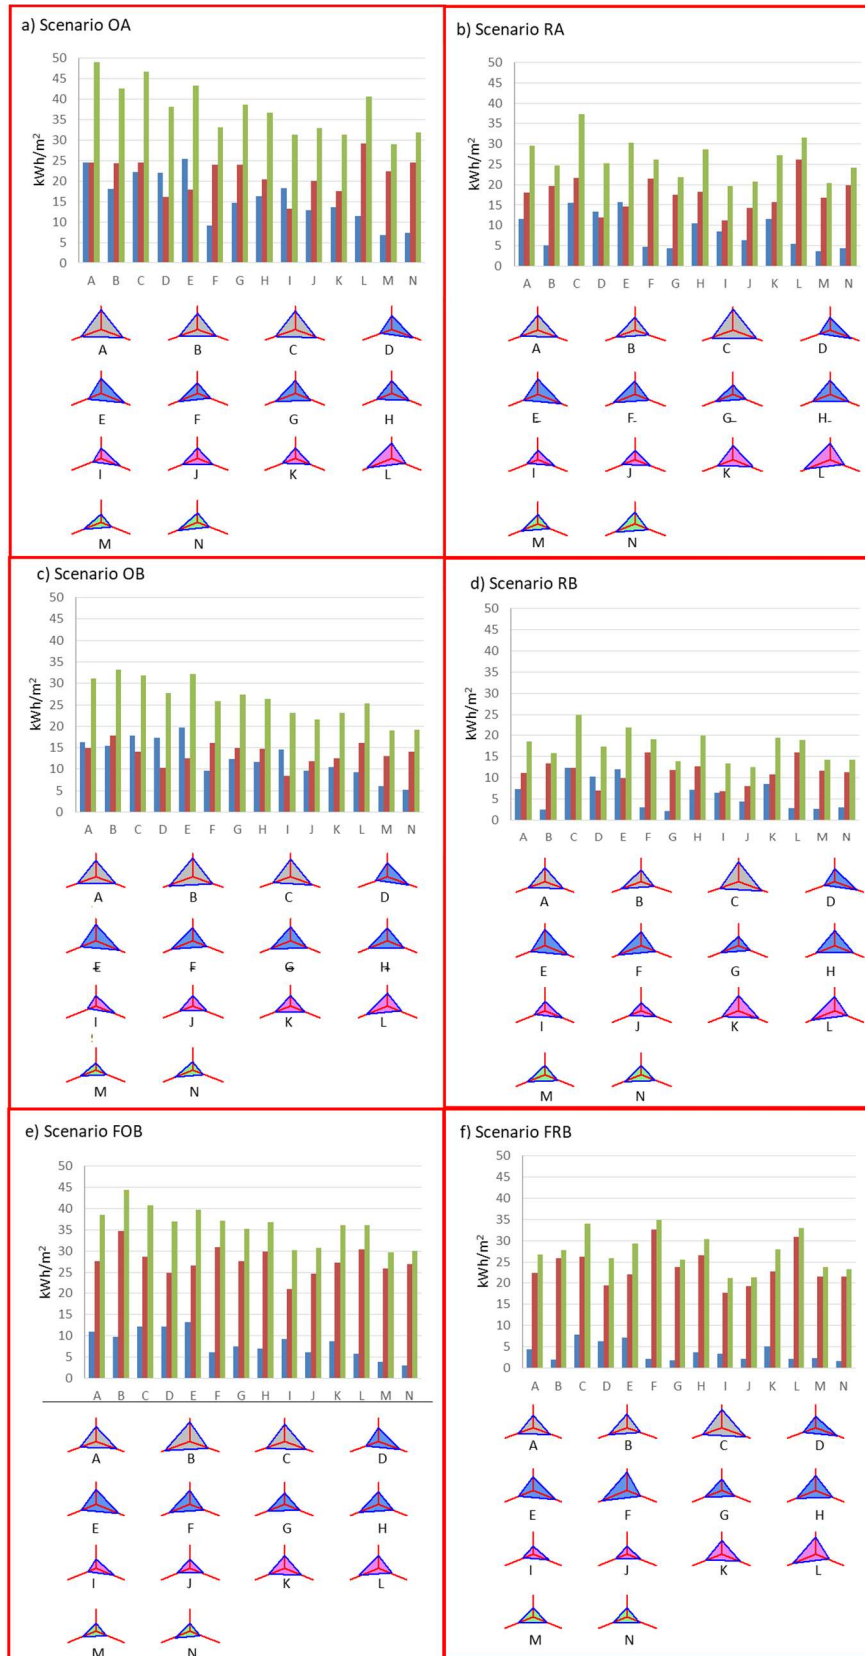 a) Scenario OA
50
45
40
35
30
25
20
15
10
5
0
kWh/m²
A B C D E F G H I J K L M N
A B C D
E F G H
I J K L
M N
b) Scenario RA
50
45
40
35
30
25
20
15
10
5
0
kWh/m²
A B C D E F G H I J K L M N
A B C D
E F G H
I J K L
M N
c) Scenario OB
50
45
40
35
30
25
20
15
10
5
0
kWh/m²
A B C D E F G H I J K L M N
A B C D
E F G H
I J K L
M N
d) Scenario RB
50
45
40
35
30
25
20
15
10
5
0
kWh/m²
A B C D E F G H I J K L M N
A B C D
E F G H
I J K L
M N
e) Scenario FOB
50
45
40
35
30
25
20
15
10
5
0
kWh/m²
A B C D E F G H I J K L M N
A B C D
E F G H
I J K L
M N
f) Scenario FRB
50
45
40
35
30
25
20
15
10
5
0
kWh/m²
A B C D E F G H I J K L M N
A B C D
E F G H
I J K L
M N